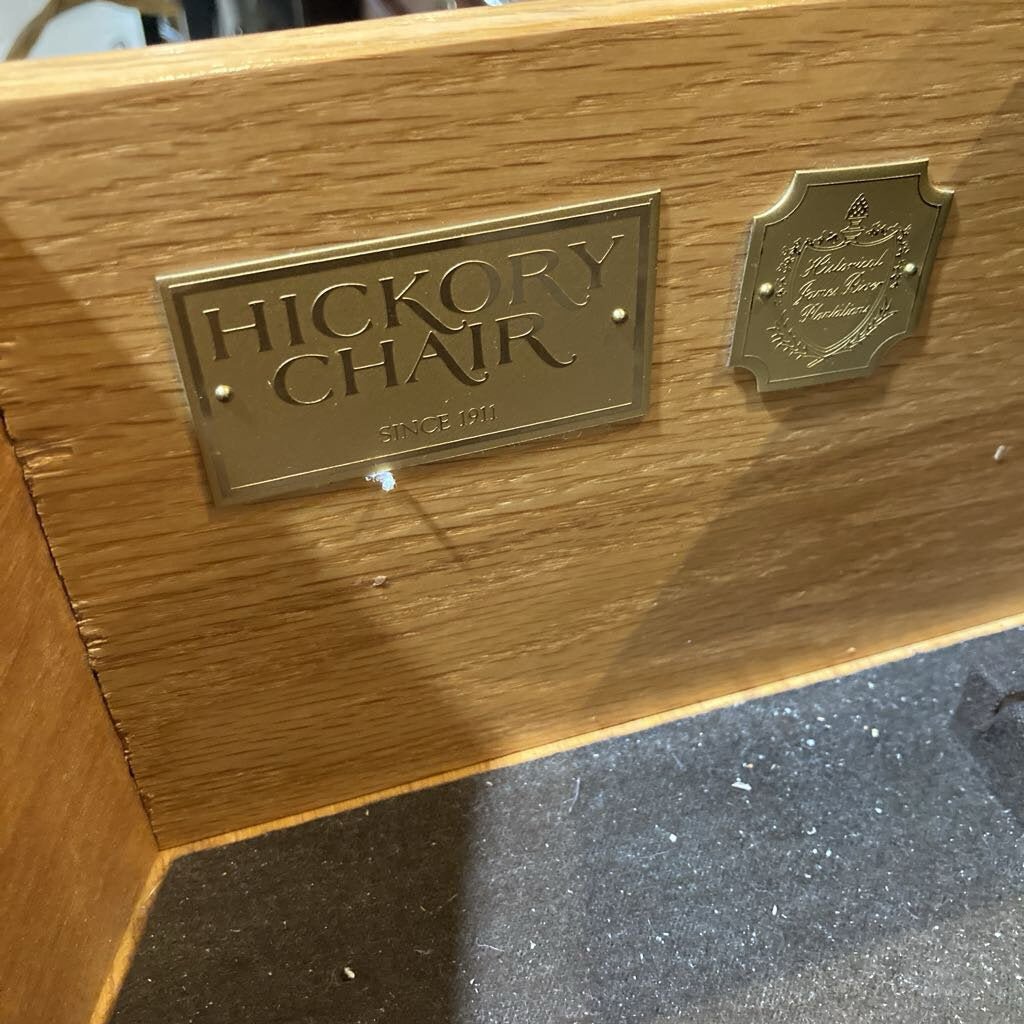 HICKORY
CHAIR
SINCE 1911
Historical
James River
Plantations